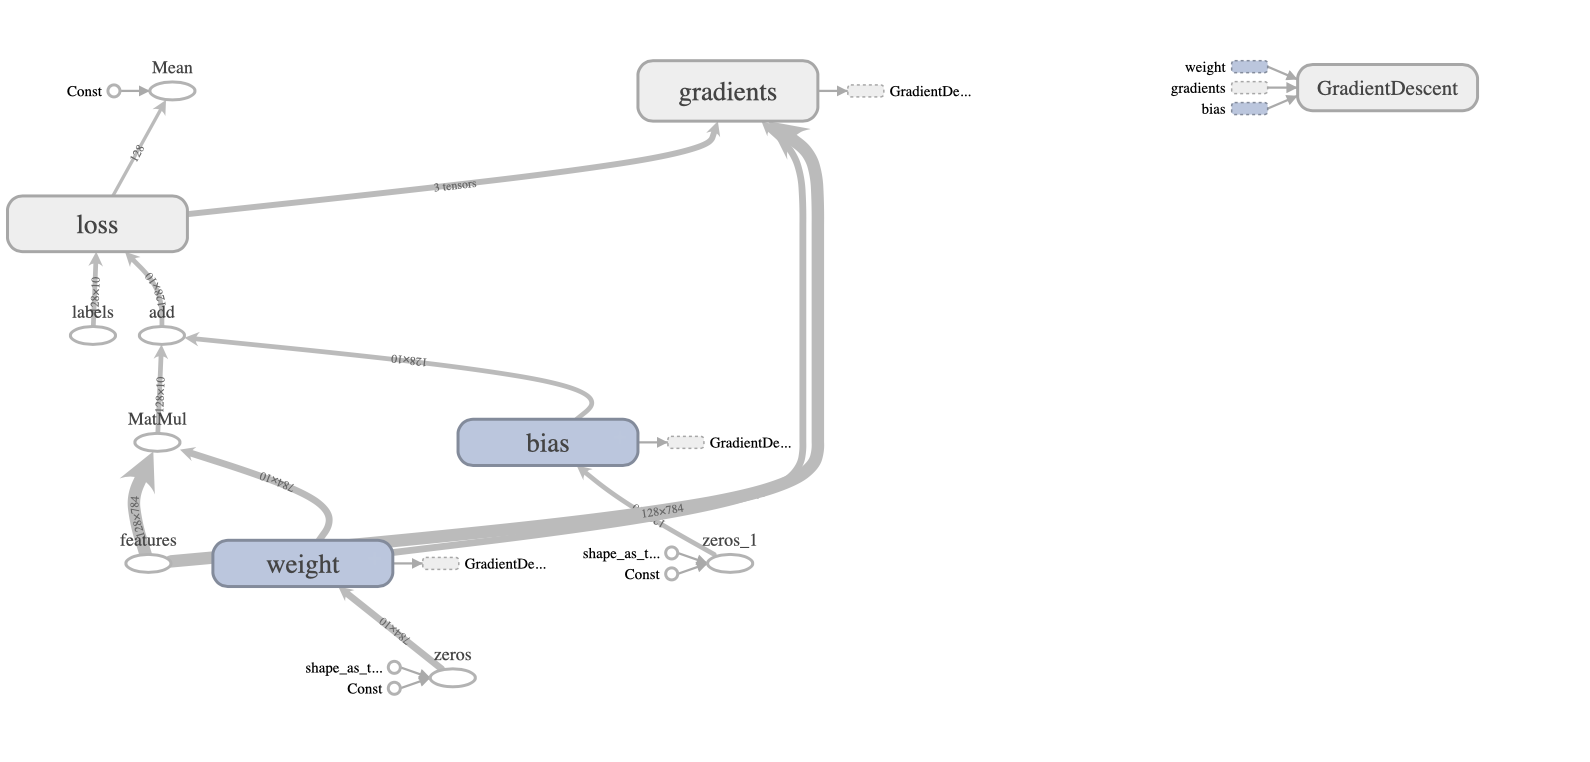 Mean
Const
128
gradients
GradientDe...
weight
gradients
bias
GradientDescent
loss
3 tensors
128×10
128×10
labels
add
128×10
128×10
MatMul
bias
GradientDe...
784×10
128×784
128×784
features
weight
GradientDe...
zeros_1
shape_as_t...
Const
784×10
zeros
shape_as_t...
Const